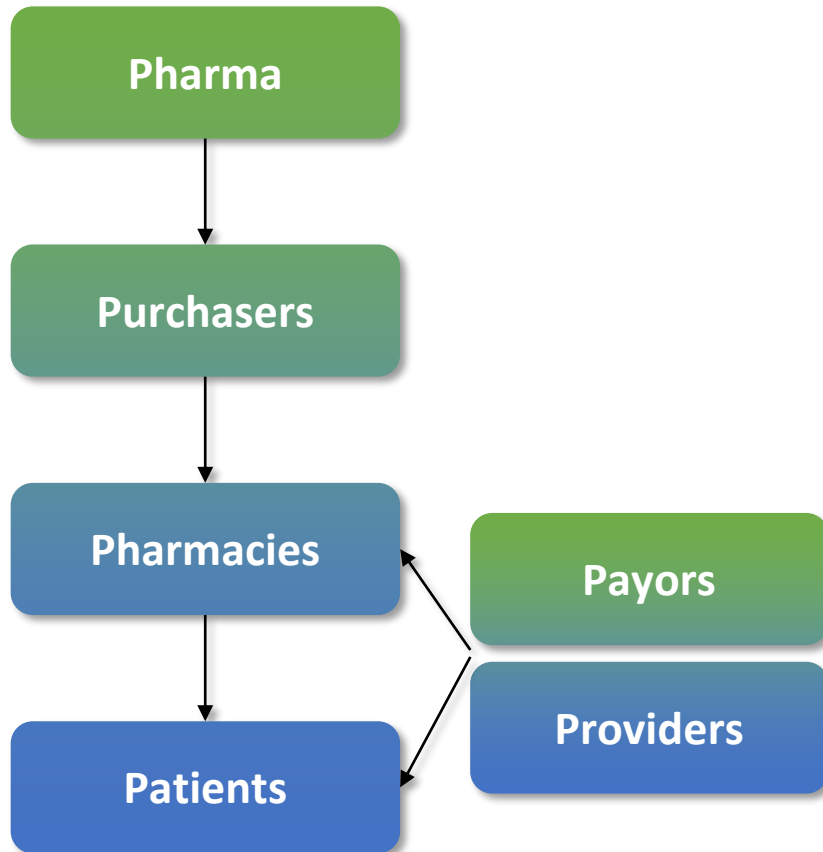 Pharma
Purchasers
Pharmacies
Payors
Providers
Patients